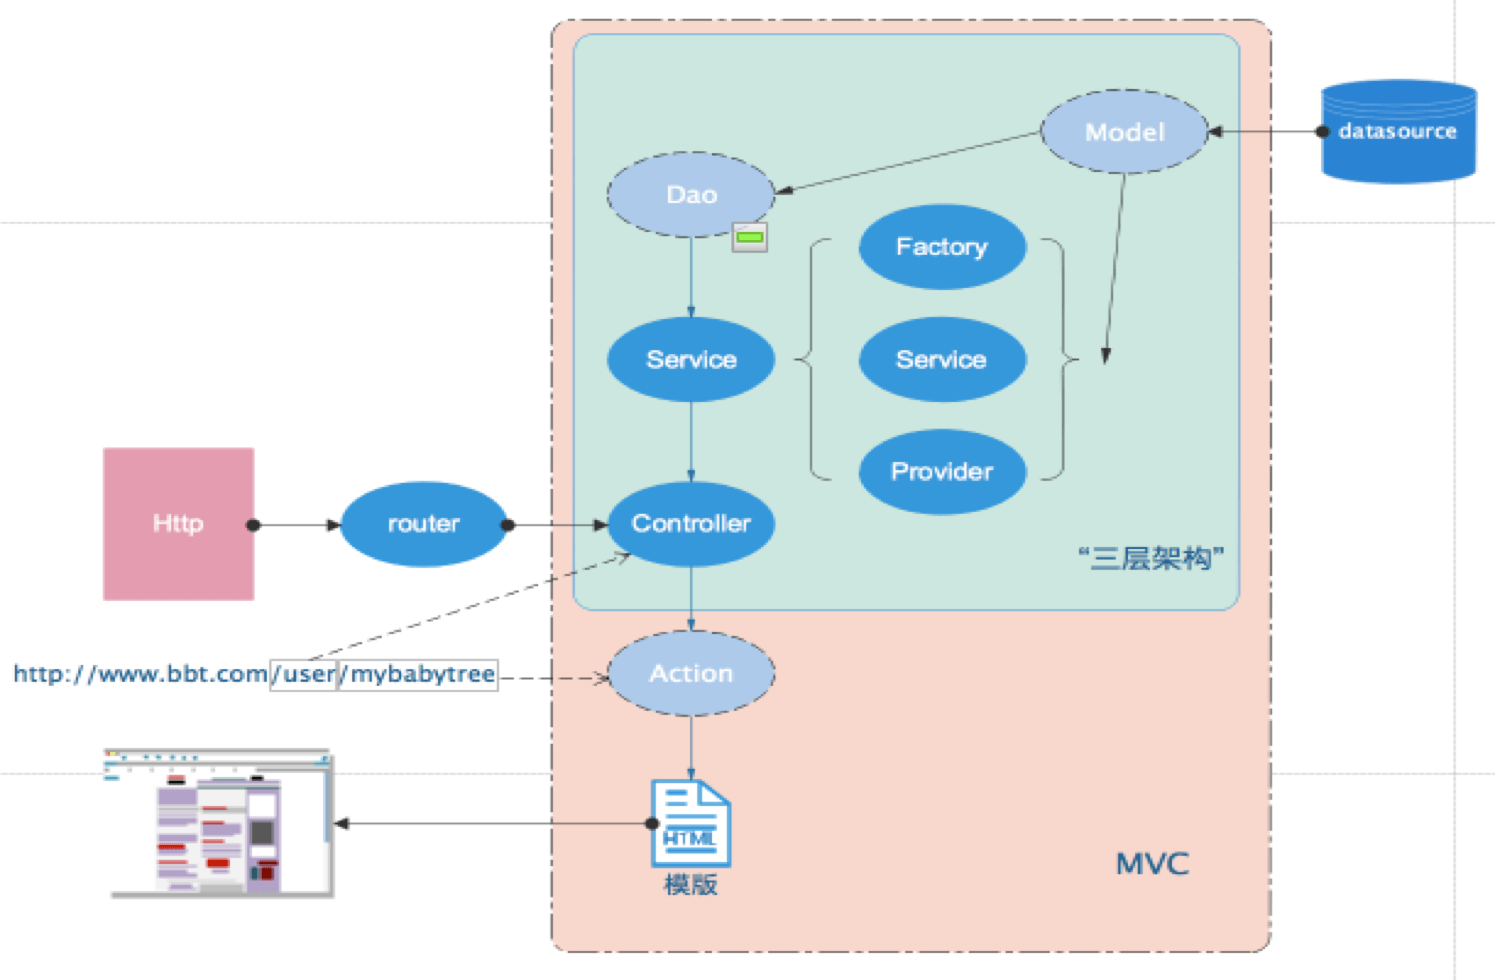 Model
datasource
Dao
Factory
Service
Service
Provider
Http
router
Controller
“三层架构”
http://www.bbt.com/user/mybabytree
Action
HTML
模版
MVC